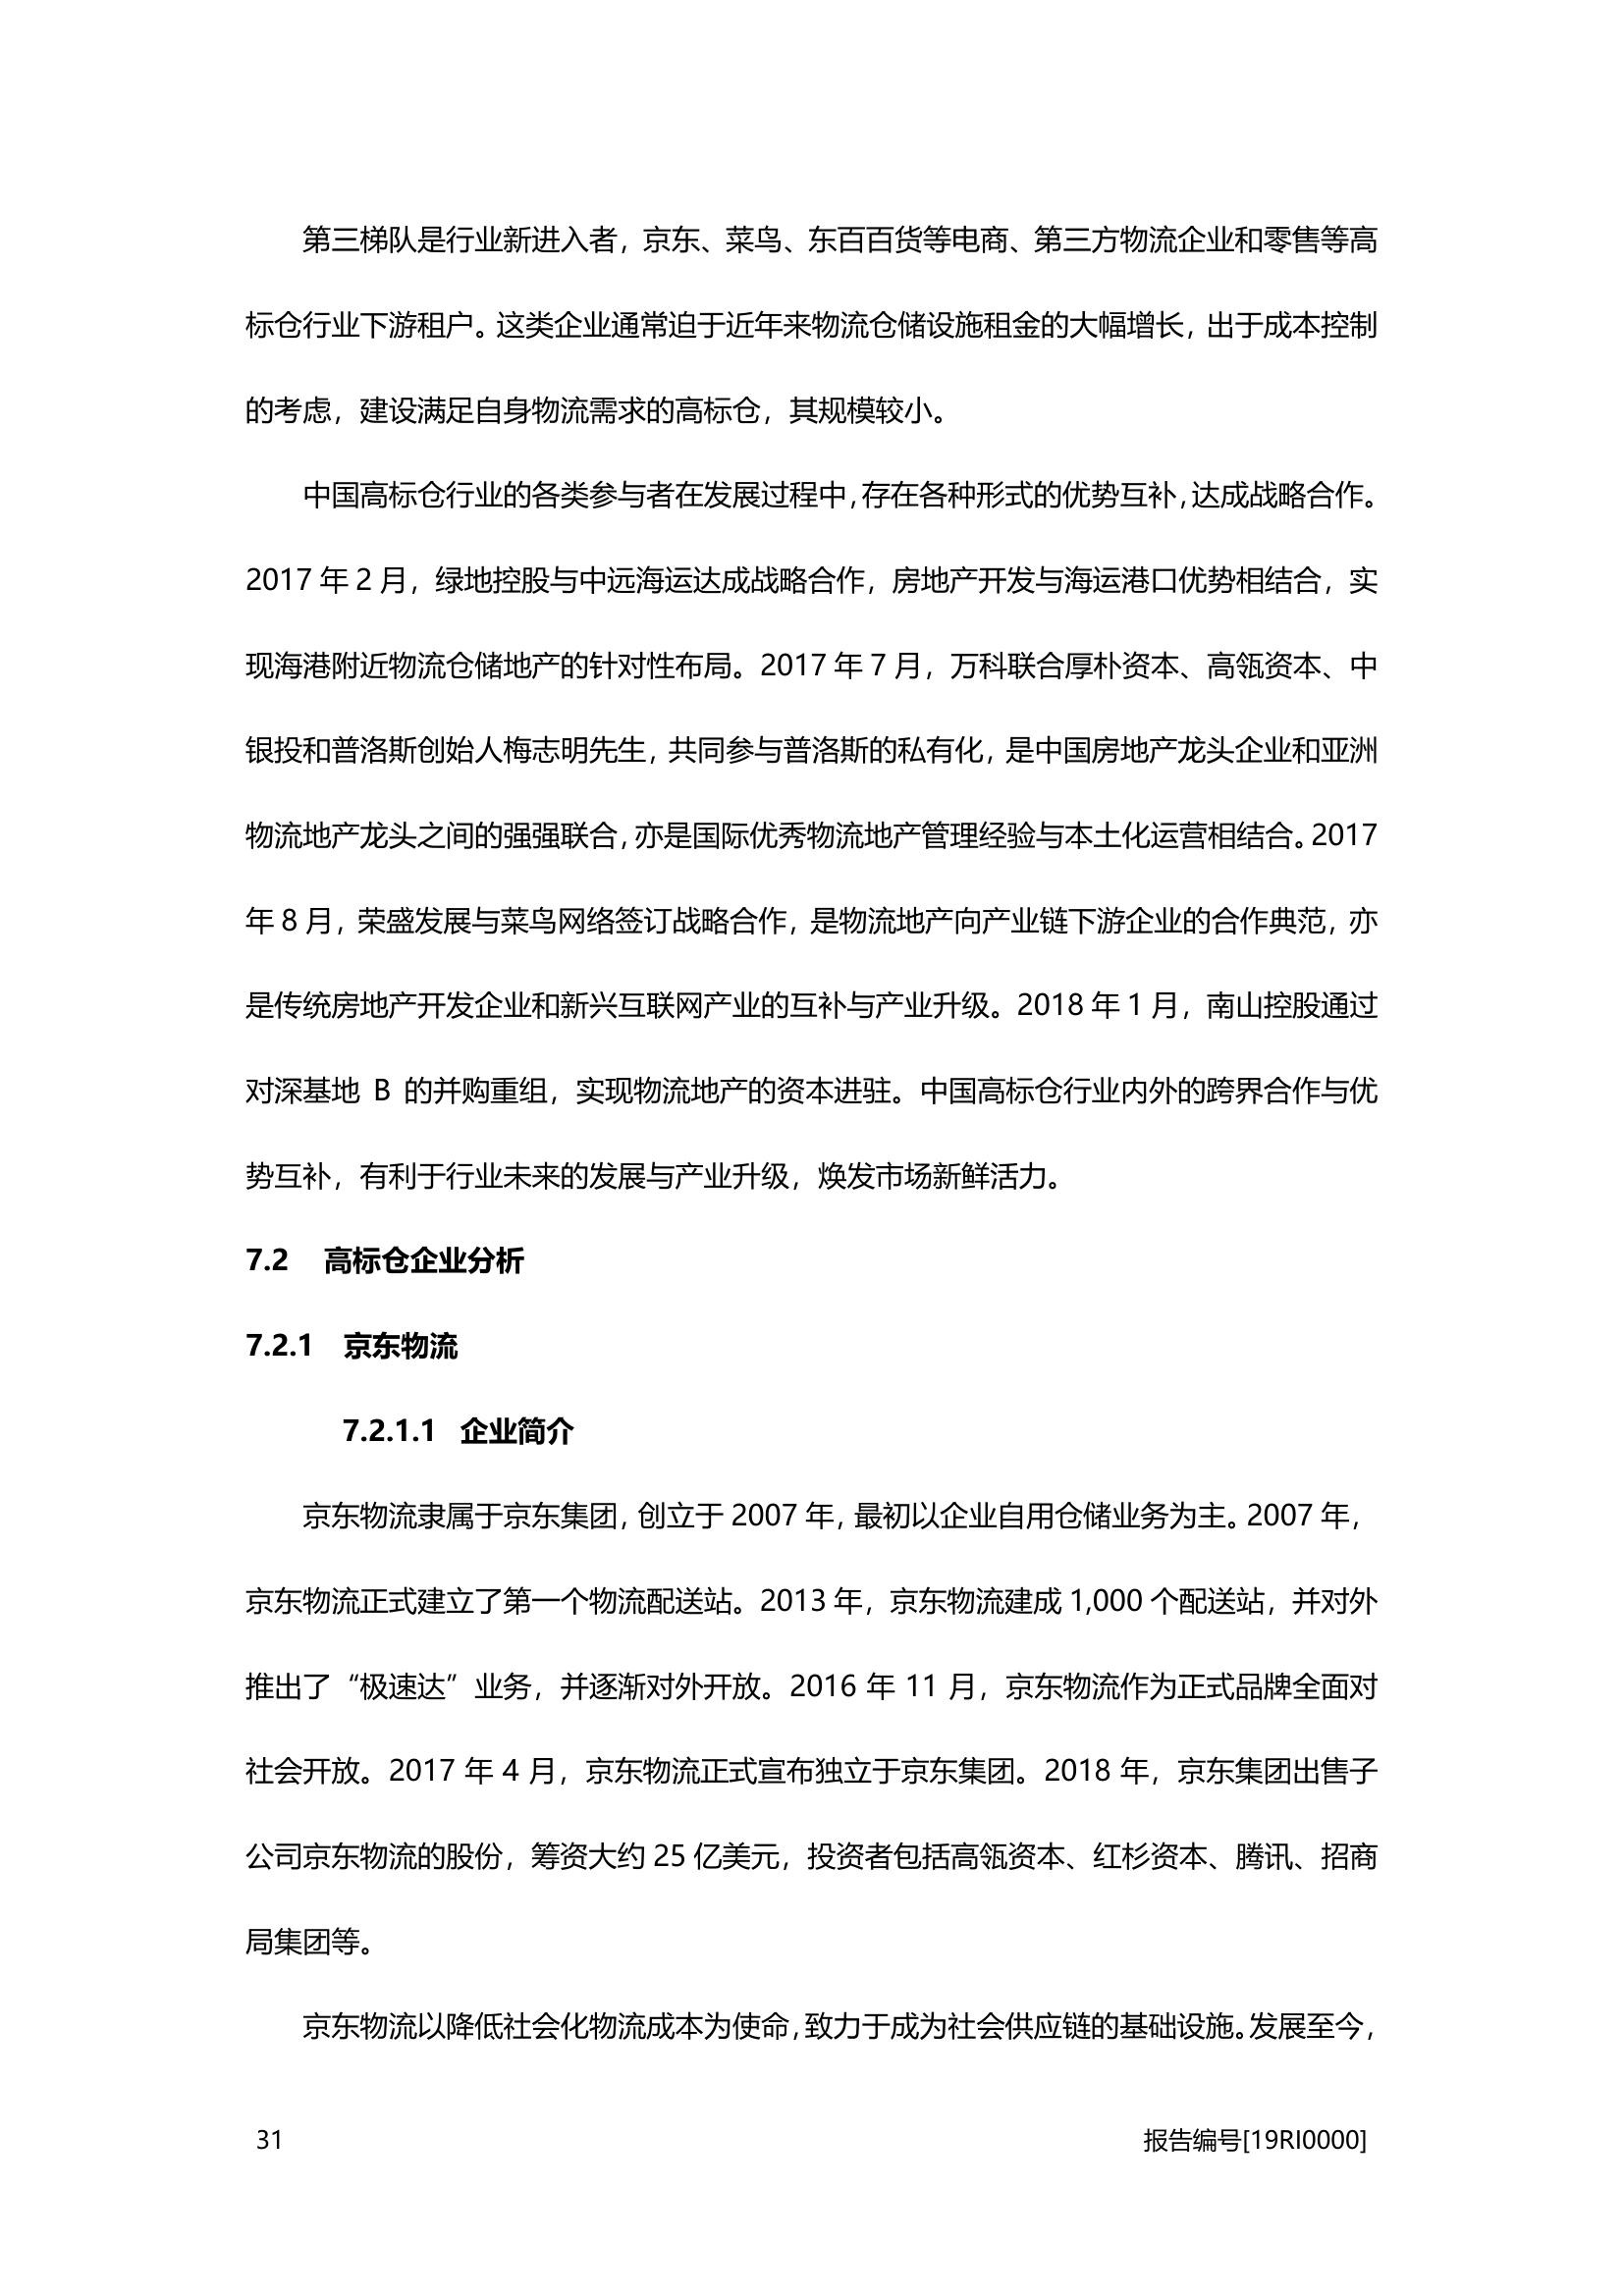 第三梯队是行业新进入者，京东、菜鸟、东百百货等电商、第三方物流企业和零售等高
标仓行业下游租户。这类企业通常迫于近年来物流仓储设施租金的大幅增长，出于成本控制
的考虑，建设满足自身物流需求的高标仓，其规模较小。
中国高标仓行业的各类参与者在发展过程中，存在各种形式的优势互补，达成战略合作。
2017 年 2 月，绿地控股与中远海运达成战略合作，房地产开发与海运港口优势相结合，实
现海港附近物流仓储地产的针对性布局。2017 年 7 月，万科联合厚朴资本、高瓴资本、中
银投和普洛斯创始人梅志明先生，共同参与普洛斯的私有化，是中国房地产龙头企业和亚洲
物流地产龙头之间的强强联合，亦是国际优秀物流地产管理经验与本土化运营相结合。2017
年 8 月，荣盛发展与菜鸟网络签订战略合作，是物流地产向产业链下游企业的合作典范，亦
是传统房地产开发企业和新兴互联网产业的互补与产业升级。2018 年 1 月，南山控股通过
对深基地 B 的并购重组，实现物流地产的资本进驻。中国高标仓行业内外的跨界合作与优
势互补，有利于行业未来的发展与产业升级，焕发市场新鲜活力。
7.2 高标仓企业分析
7.2.1 京东物流
7.2.1.1 企业简介
京东物流隶属于京东集团，创立于 2007 年，最初以企业自用仓储业务为主。2007 年，
京东物流正式建立了第一个物流配送站。2013 年，京东物流建成 1,000 个配送站，并对外
推出了“极速达”业务，并逐渐对外开放。2016 年 11 月，京东物流作为正式品牌全面对
社会开放。2017 年 4 月，京东物流正式宣布独立于京东集团。2018 年，京东集团出售子
公司京东物流的股份，筹资大约 25 亿美元，投资者包括高瓴资本、红杉资本、腾讯、招商
局集团等。
京东物流以降低社会化物流成本为使命，致力于成为社会供应链的基础设施。发展至今，
31 报告编号[19RI0000]